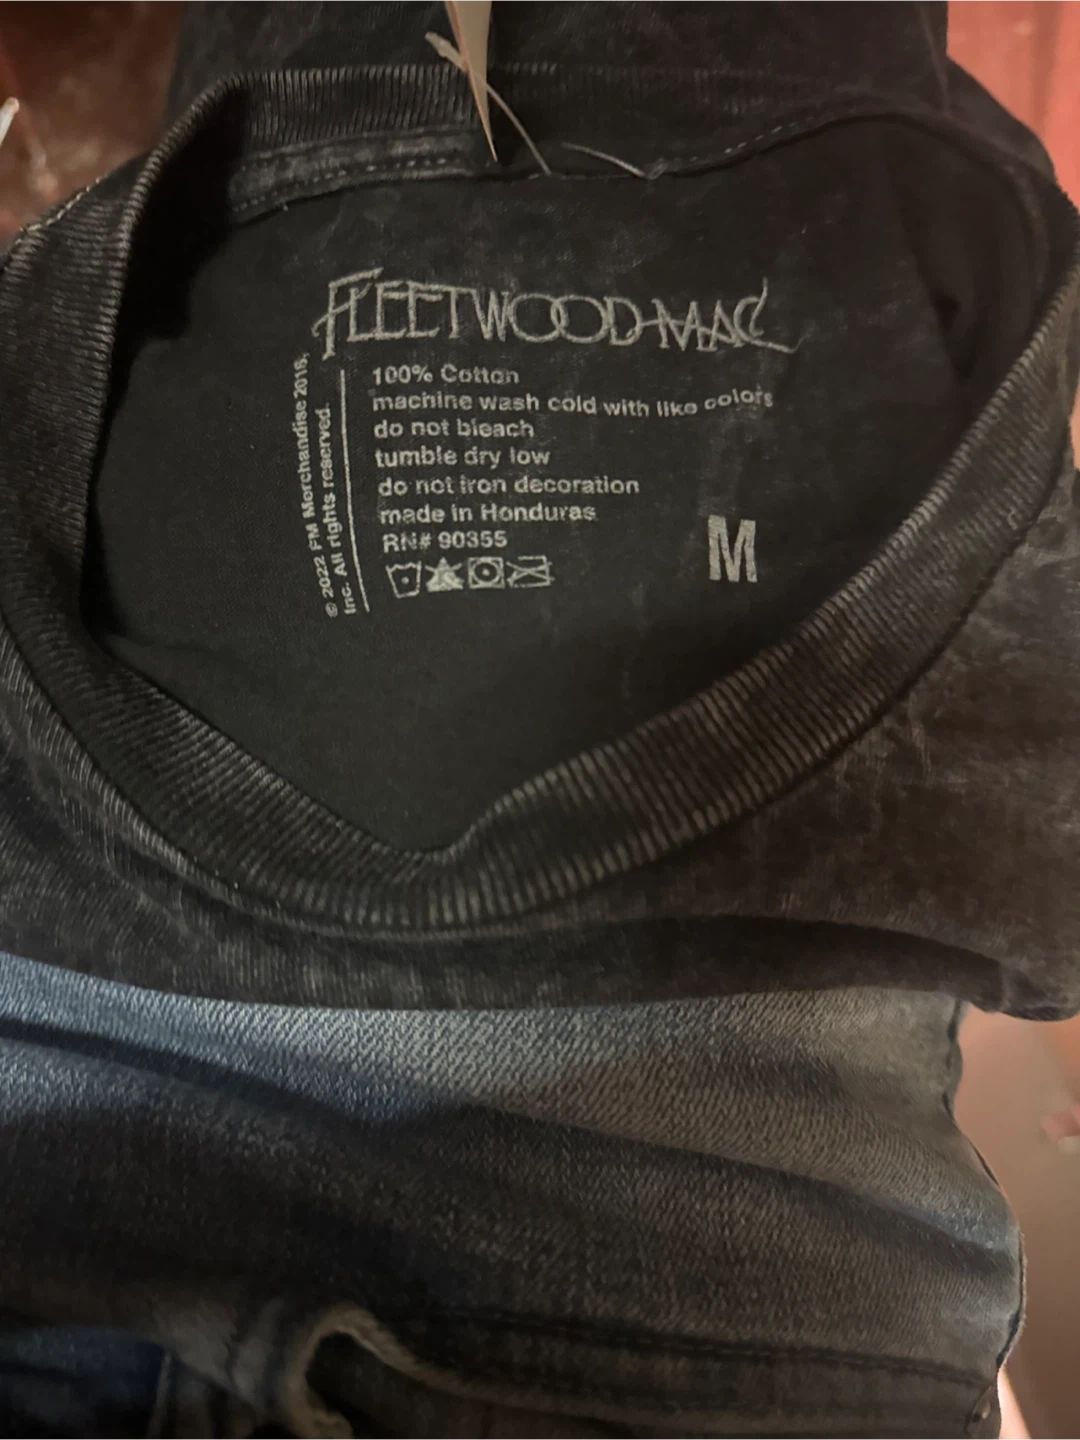 FLEETWOOD MAC
100% Cotton
machine wash cold with like colors
do not bleach
tumble dry low
do not iron decoration
made in Honduras
RN# 90355
M
© 2022 FM Merchandise 2016,
Inc. All rights reserved.